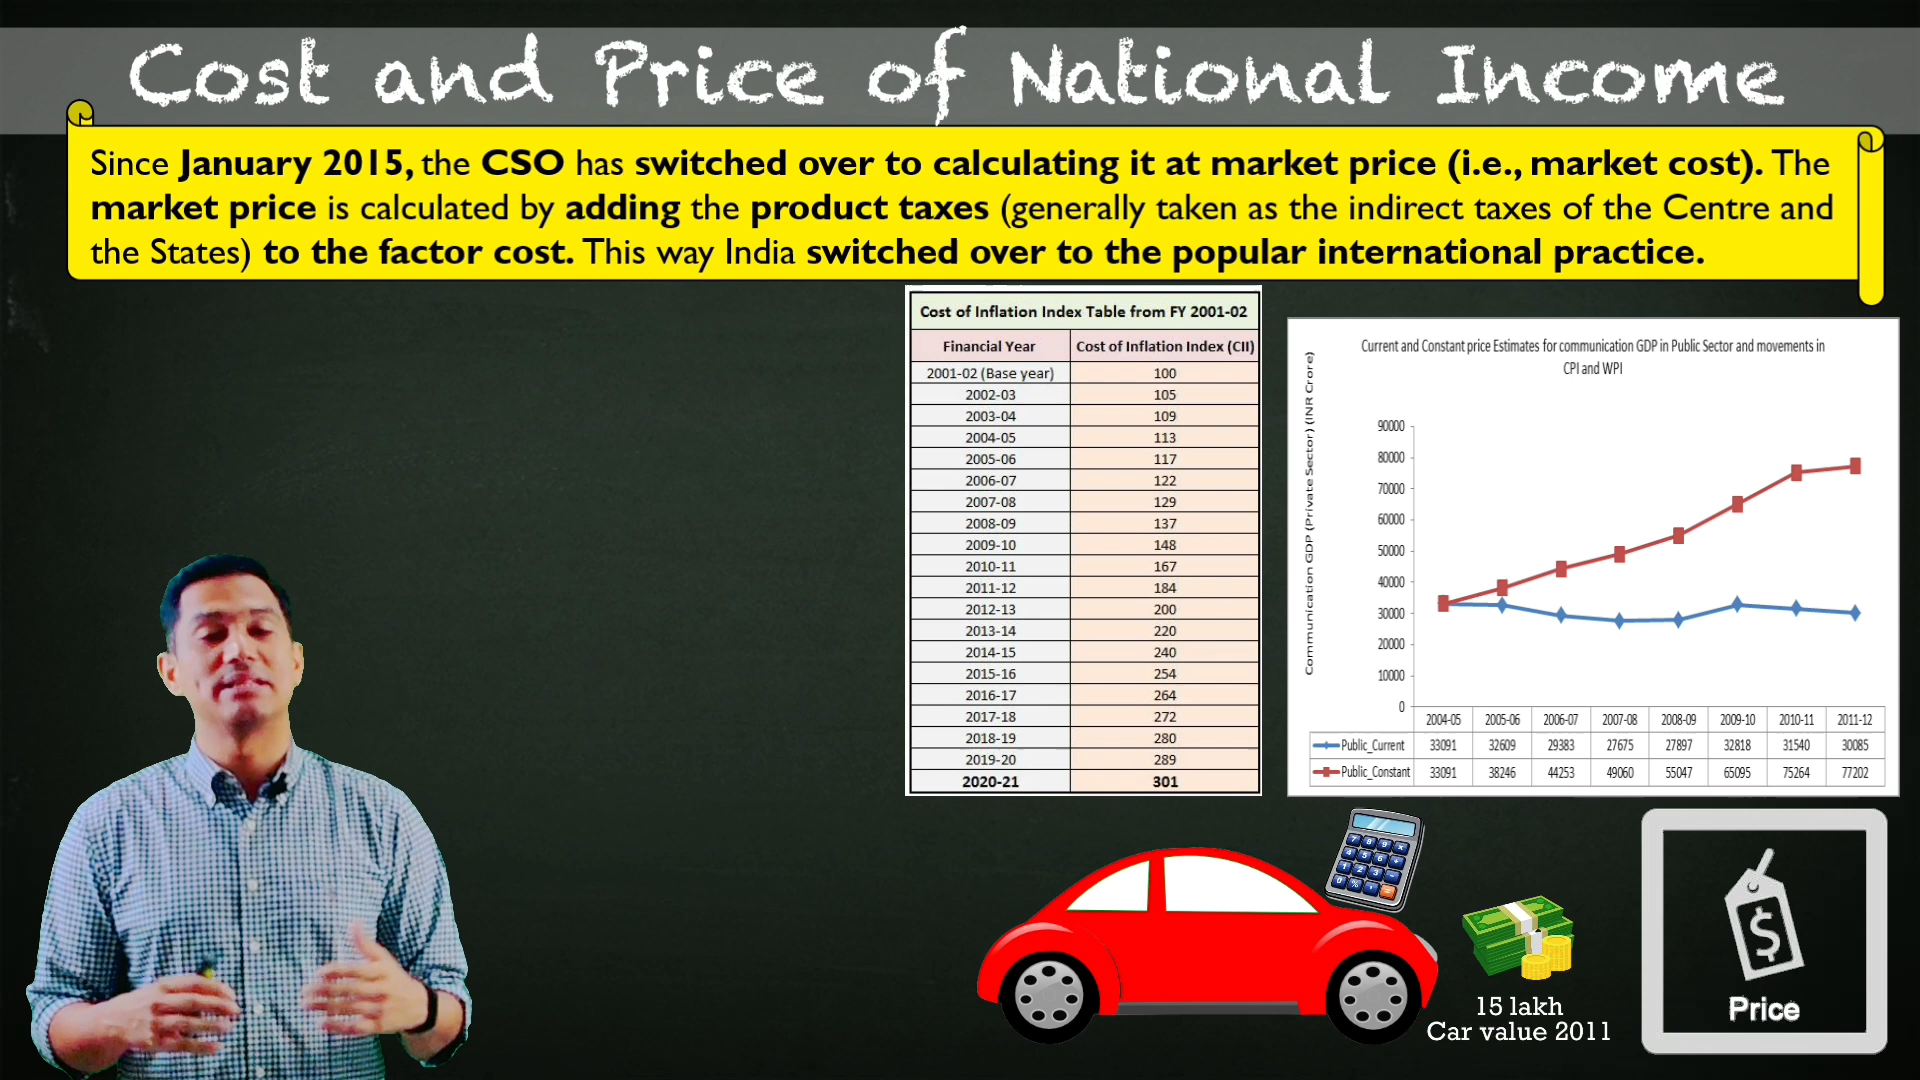 Cost and Price of National Income
Since January 2015, the CSO has switched over to calculating it at market price (i.e., market cost). The
market price is calculated by adding the product taxes (generally taken as the indirect taxes of the Centre and
the States) to the factor cost. This way India switched over to the popular international practice.
Cost of Inflation Index Table from FY 2001-02
Financial Year Cost of Inflation Index (CII)
2001-02 (Base year) 100
2002-03 105
2003-04 109
2004-05 113
2005-06 117
2006-07 122
2007-08 129
2008-09 137
2009-10 148
2010-11 167
2011-12 184
2012-13 200
2013-14 220
2014-15 240
2015-16 254
2016-17 264
2017-18 272
2018-19 280
2019-20 289
2020-21 301
Current and Constant price Estimates for communication GDP in Public Sector and movements in
CPI and WPI
Communication GDP (Private Sector) (INR Crore)
90000
80000
70000
60000
50000
40000
30000
20000
10000
0
2004-05 2005-06 2006-07 2007-08 2008-09 2009-10 2010-11 2011-12
Public_Current 33091 32609 29383 27675 27897 32818 31540 30085
Public_Constant 33091 38246 44253 49060 55047 65095 75264 77202
7 8 9 x
4 5 6 +
1 2 3 -
0 % . =
15 lakh
Car value 2011
$
Price